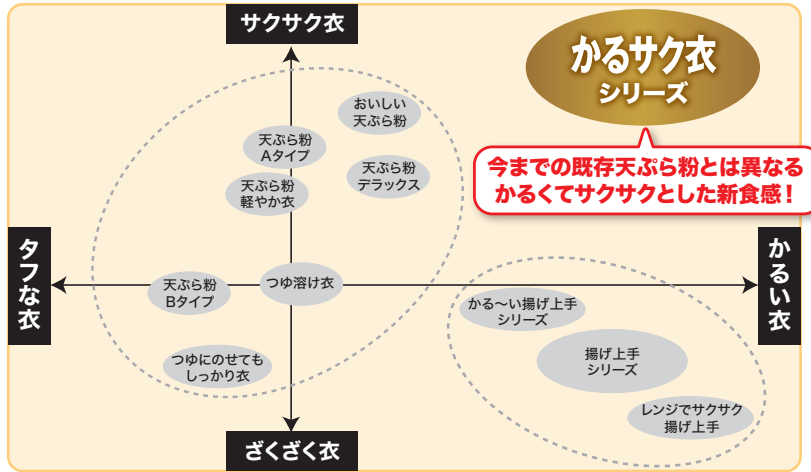 サクサク衣
かるサク衣
シリーズ
今までの既存天ぷら粉とは異なる
かるくてサクサクとした新食感！
おいしい
天ぷら粉
天ぷら粉
Aタイプ
天ぷら粉
デラックス
天ぷら粉
軽やか衣
タフな衣
天ぷら粉
Bタイプ
つゆ溶け衣
かるい衣
かる〜い揚げ上手
シリーズ
つゆにのせても
しっかり衣
揚げ上手
シリーズ
レンジでサクサク
揚げ上手
ざくざく衣